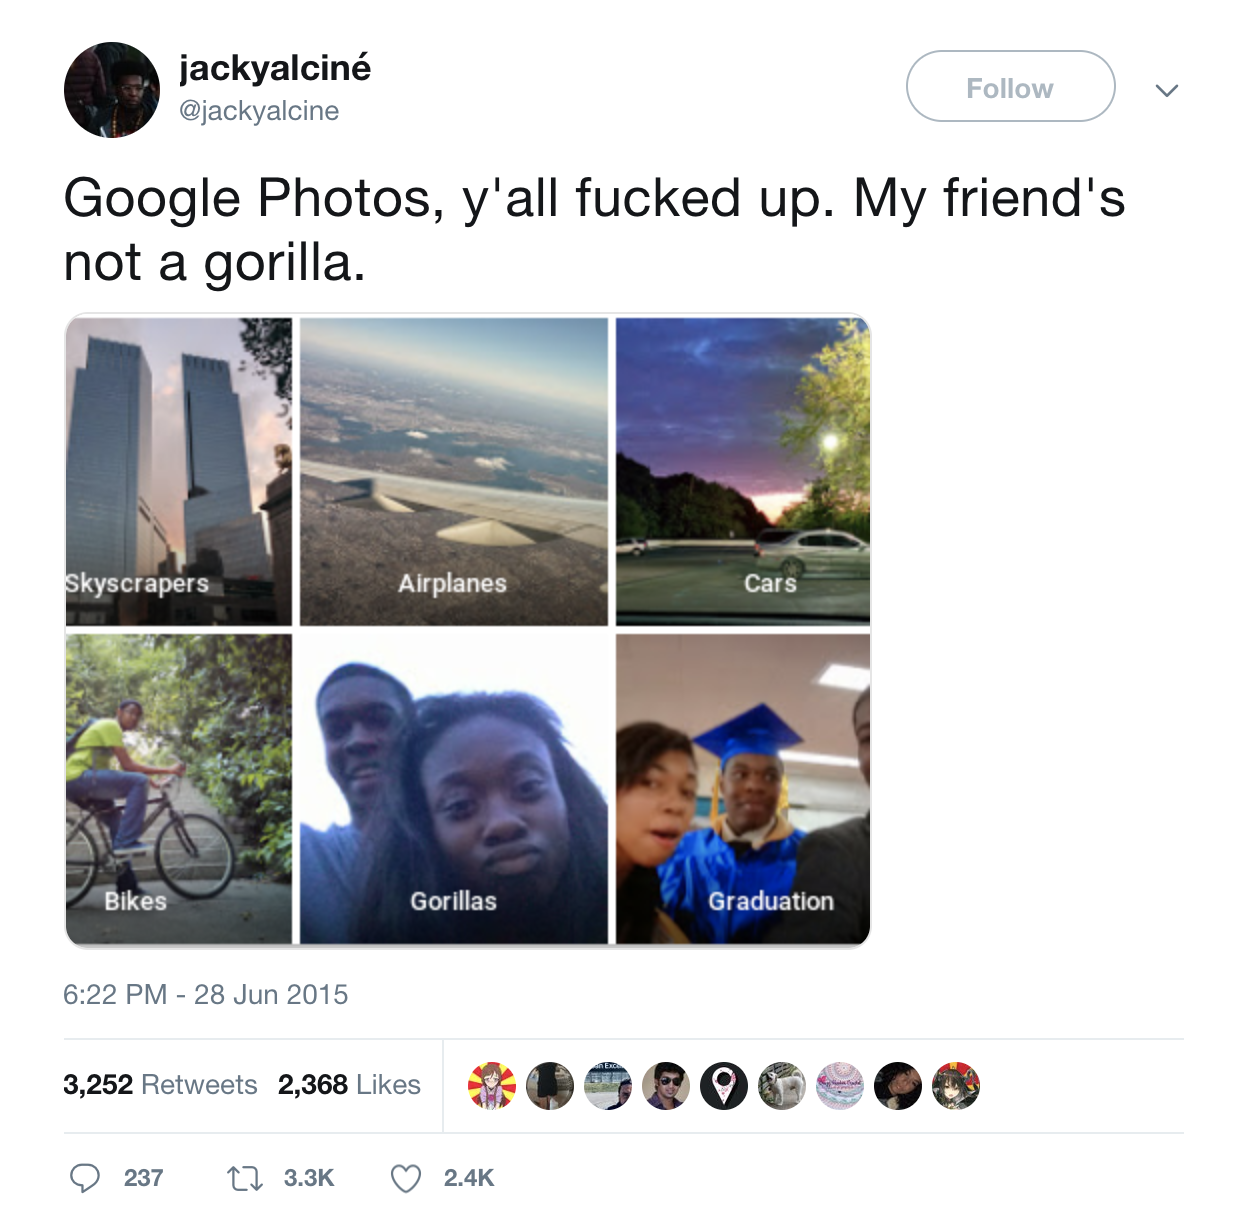 jackyalciné
@jackyalcine
Follow
Google Photos, y'all fucked up. My friend's
not a gorilla.
Skyscrapers
Airplanes
Cars
Bikes
Gorillas
Graduation
6:22 PM - 28 Jun 2015
3,252 Retweets 2,368 Likes
237 3.3K 2.4K